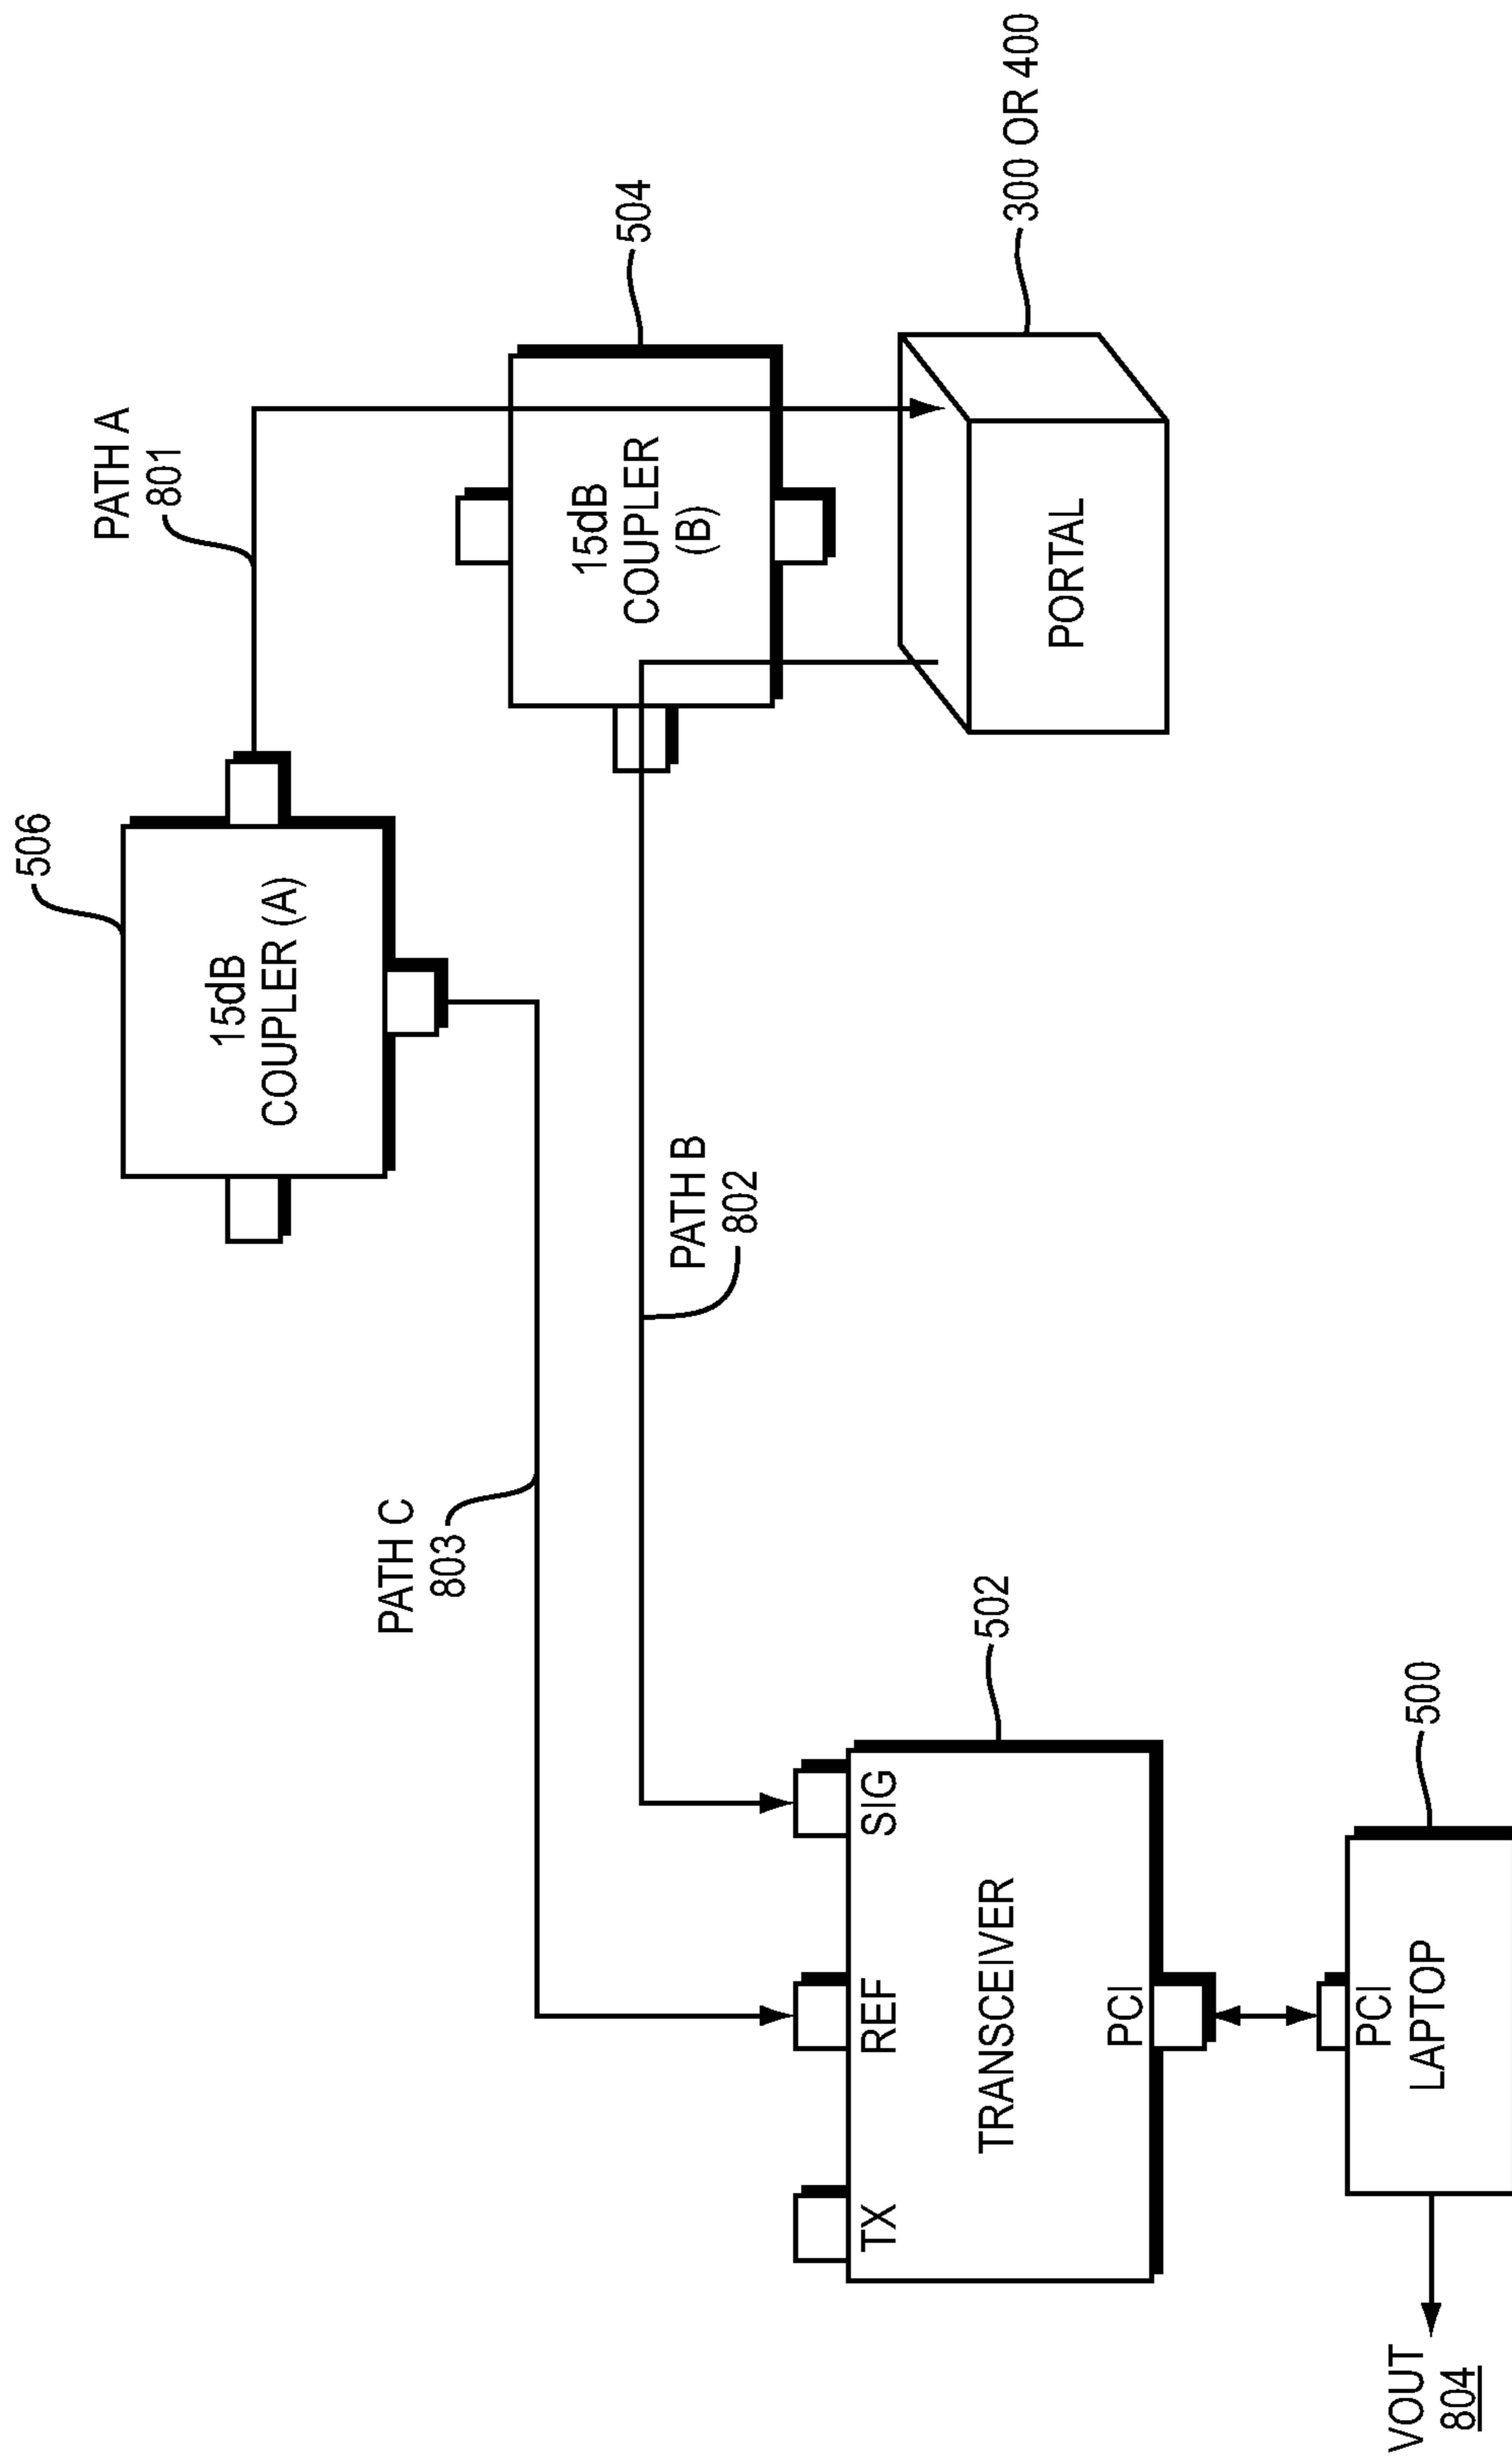 506
15dB
COUPLER (A)
PATH A
801
504
15dB
COUPLER
(B)
300 OR 400
PORTAL
PATH C
803
PATH B
802
502
TX
REF
SIG
TRANSCEIVER
PCI
500
PCI
LAPTOP
VOUT
804